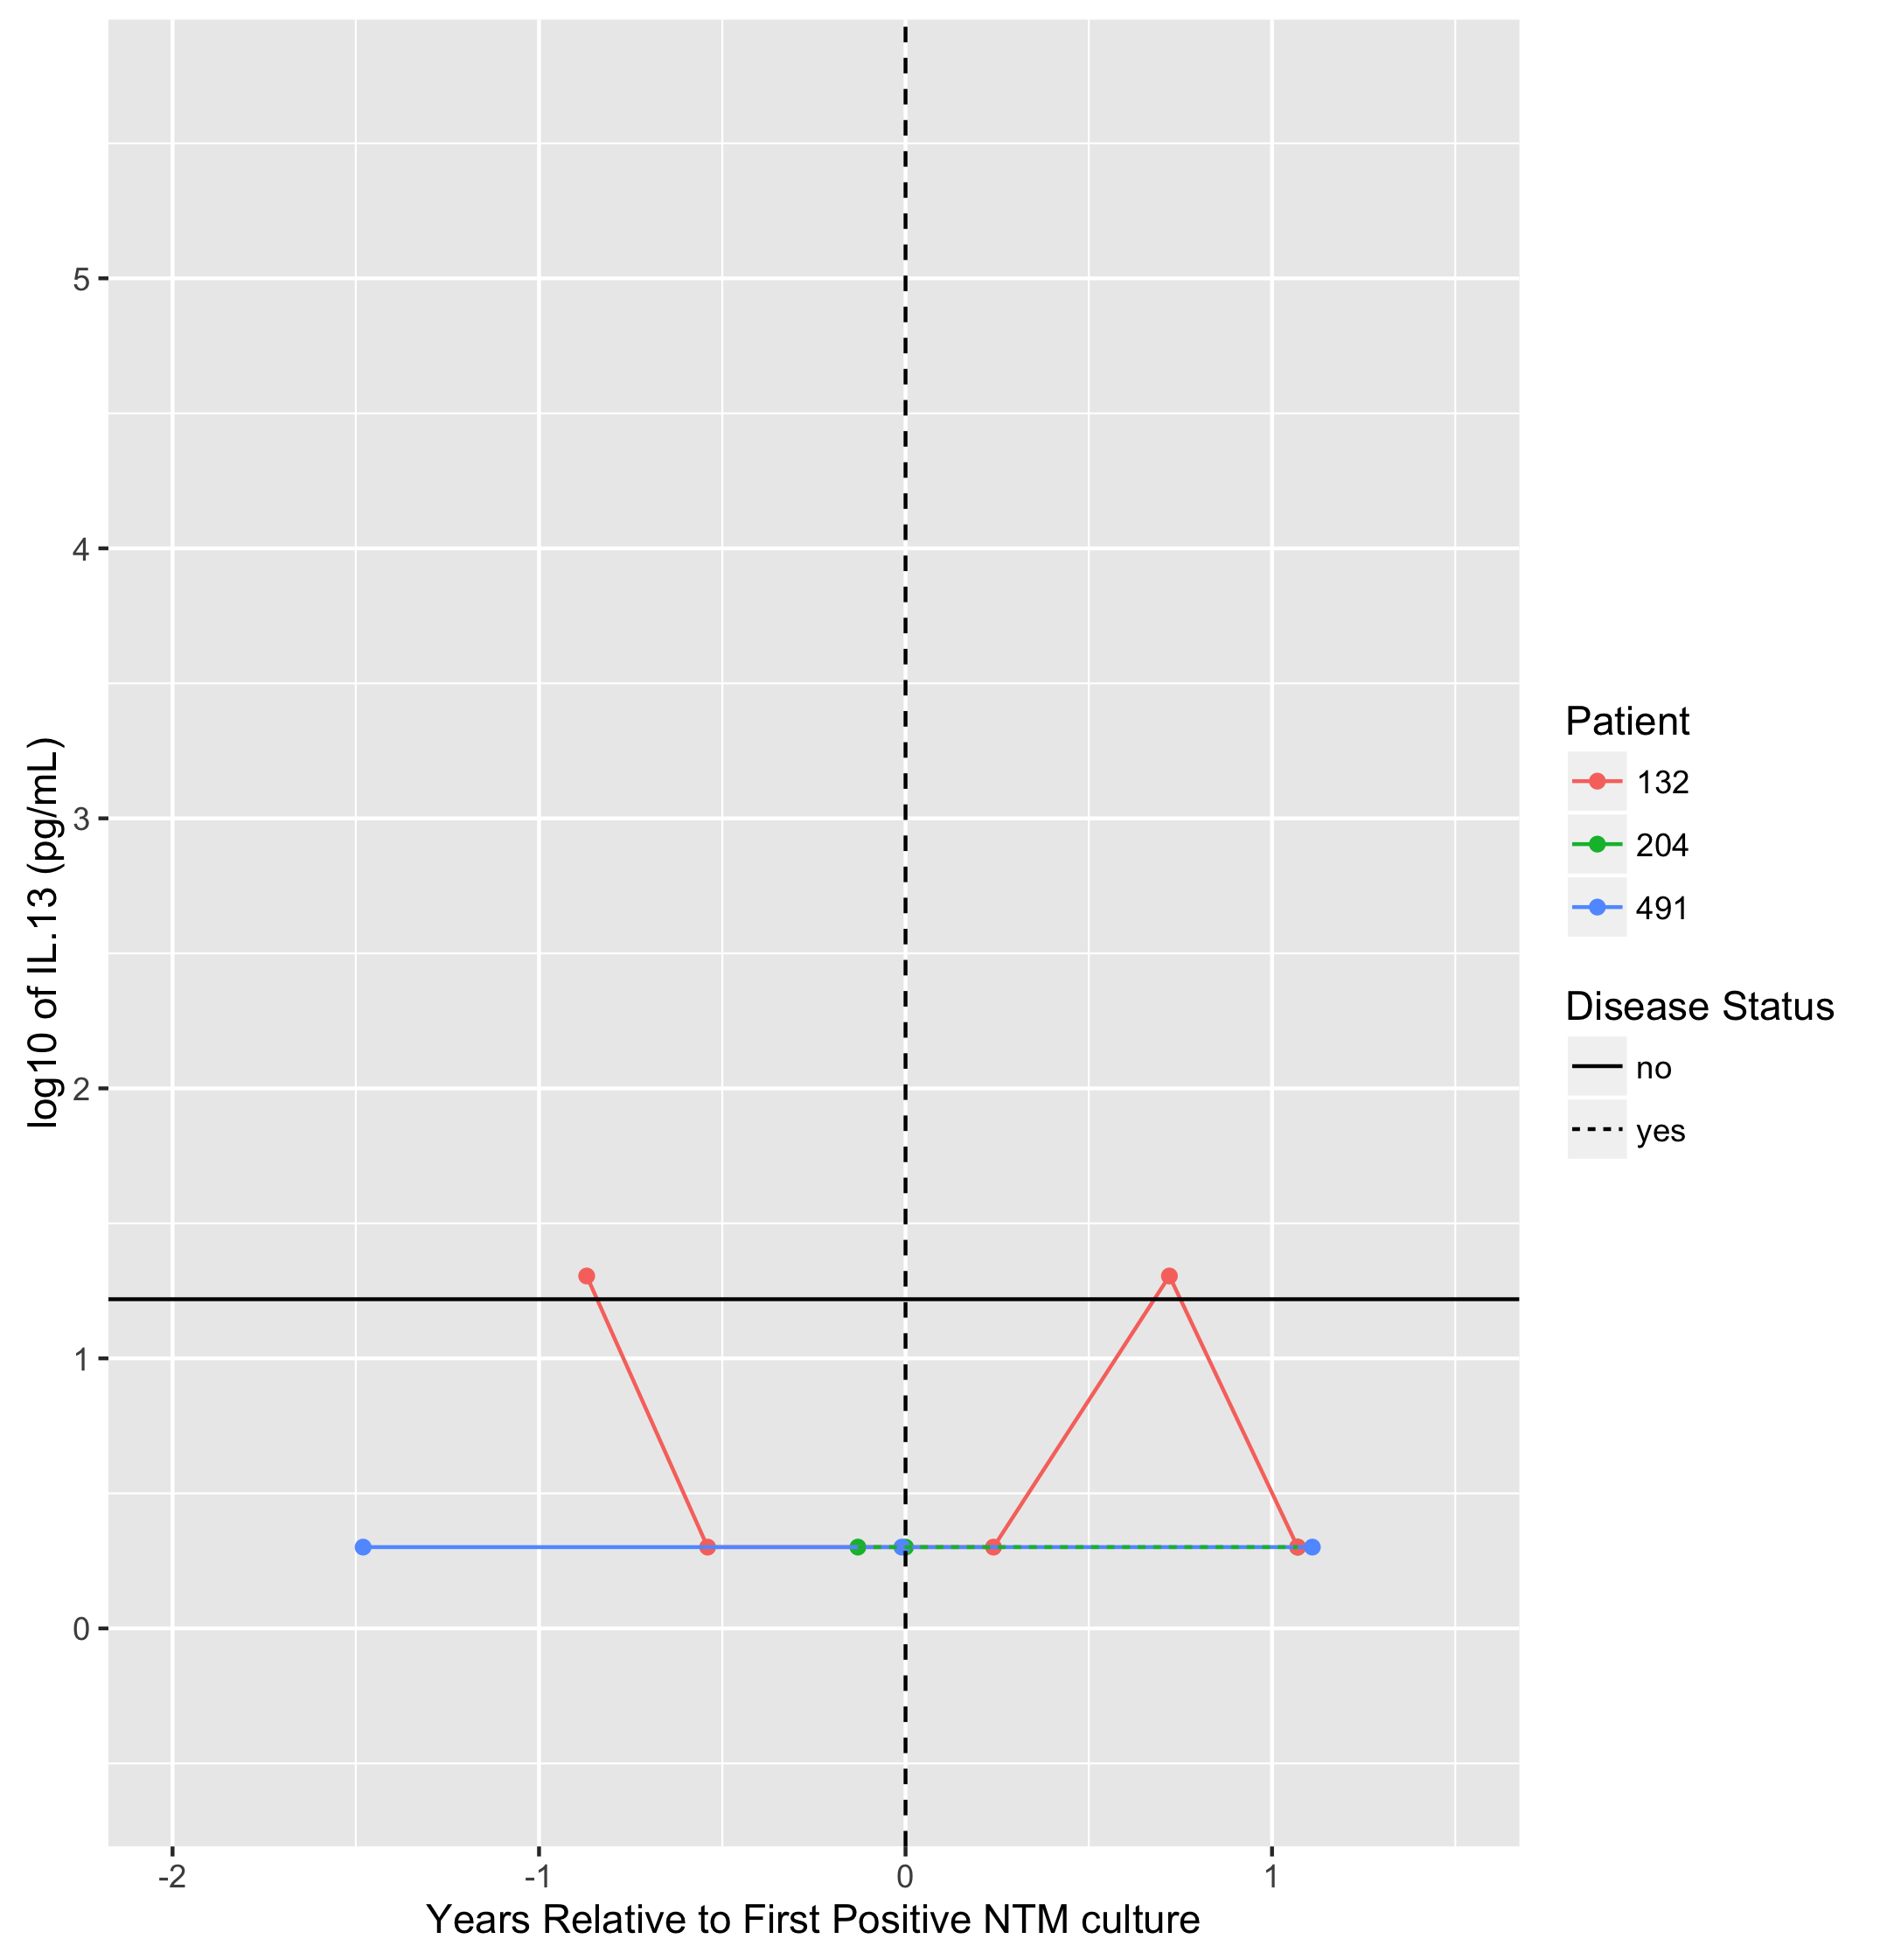 log10 of IL.13 (pg/mL)
5
4
3
2
1
0
-2
-1
0
1
Years Relative to First Positive NTM culture
Patient
132
204
491
Disease Status
no
yes